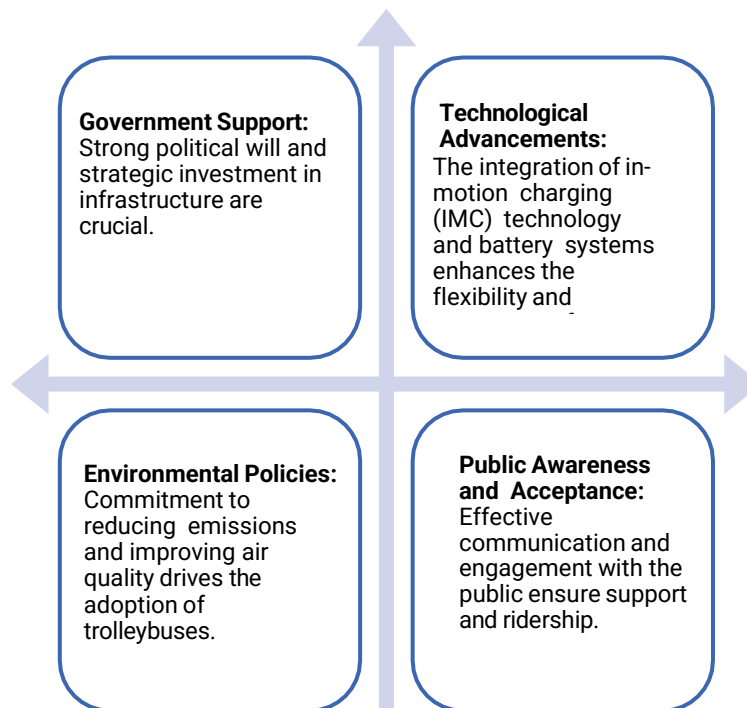 Government Support:
Strong political will and
strategic investment in
infrastructure are
crucial.
Technological
Advancements:
The integration of in-
motion charging
(IMC) technology
and battery systems
enhances the
flexibility and
Environmental Policies:
Commitment to
reducing emissions
and improving air
quality drives the
adoption of
trolleybuses.
Public Awareness
and Acceptance:
Effective
communication and
engagement with the
public ensure support
and ridership.